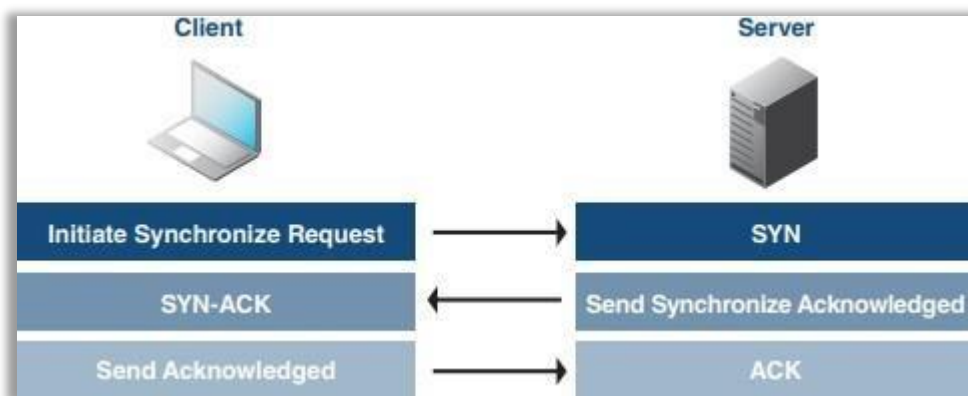 Client
Server
Initiate Synchronize Request
SYN
SYN-ACK
Send Synchronize Acknowledged
Send Acknowledged
ACK